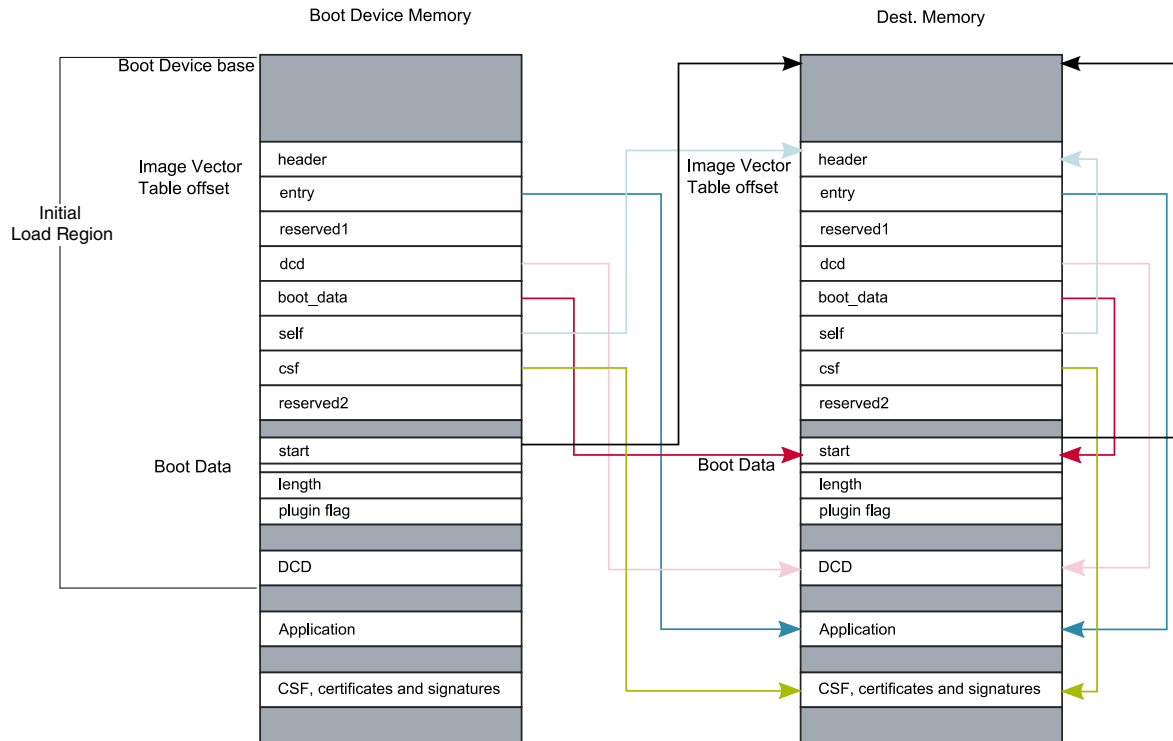 Boot Device Memory
Dest. Memory
Boot Device base
Image Vector
Table offset
Initial
Load Region
header
entry
reserved1
dcd
boot_data
self
csf
reserved2
Boot Data
start
length
plugin flag
DCD
Application
CSF, certificates and signatures
Image Vector
Table offset
header
entry
reserved1
dcd
boot_data
self
csf
reserved2
Boot Data
start
length
plugin flag
DCD
Application
CSF, certificates and signatures